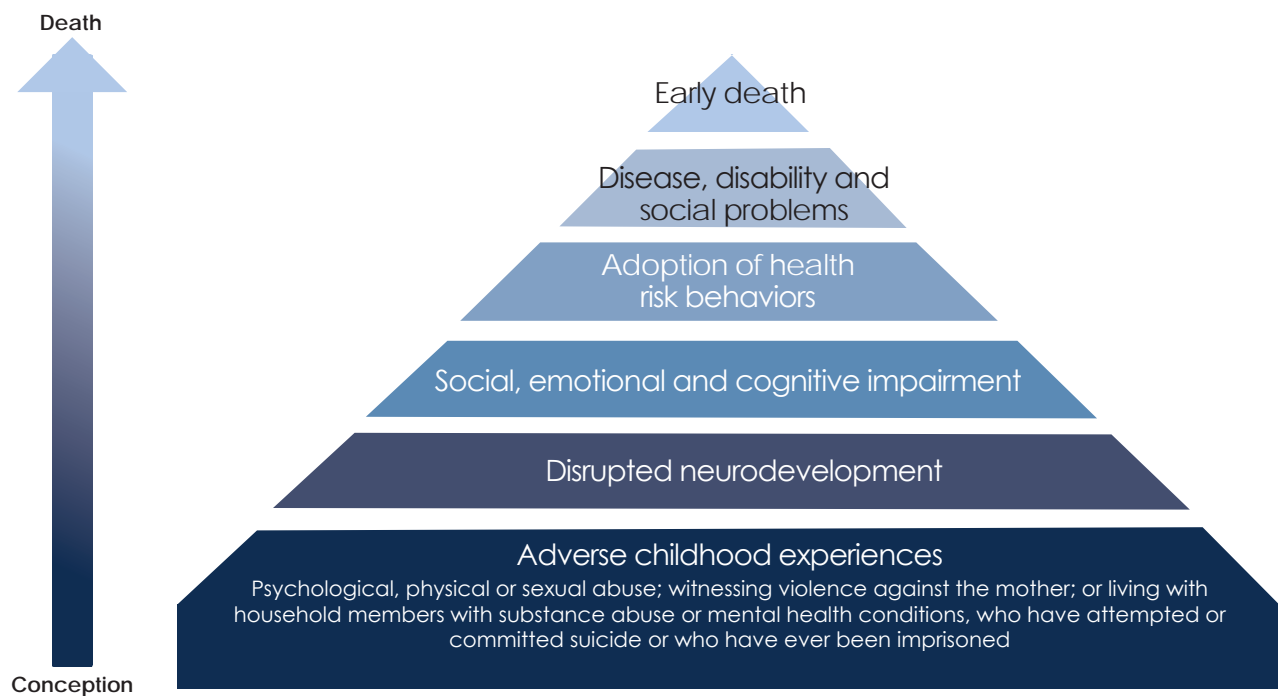 Death
Early death
Disease, disability and
social problems
Adoption of health
risk behaviors
Social, emotional and cognitive impairment
Disrupted neurodevelopment
Adverse childhood experiences
Psychological, physical or sexual abuse; witnessing violence against the mother; or living with
household members with substance abuse or mental health conditions, who have attempted or
committed suicide or who have ever been imprisoned
Conception